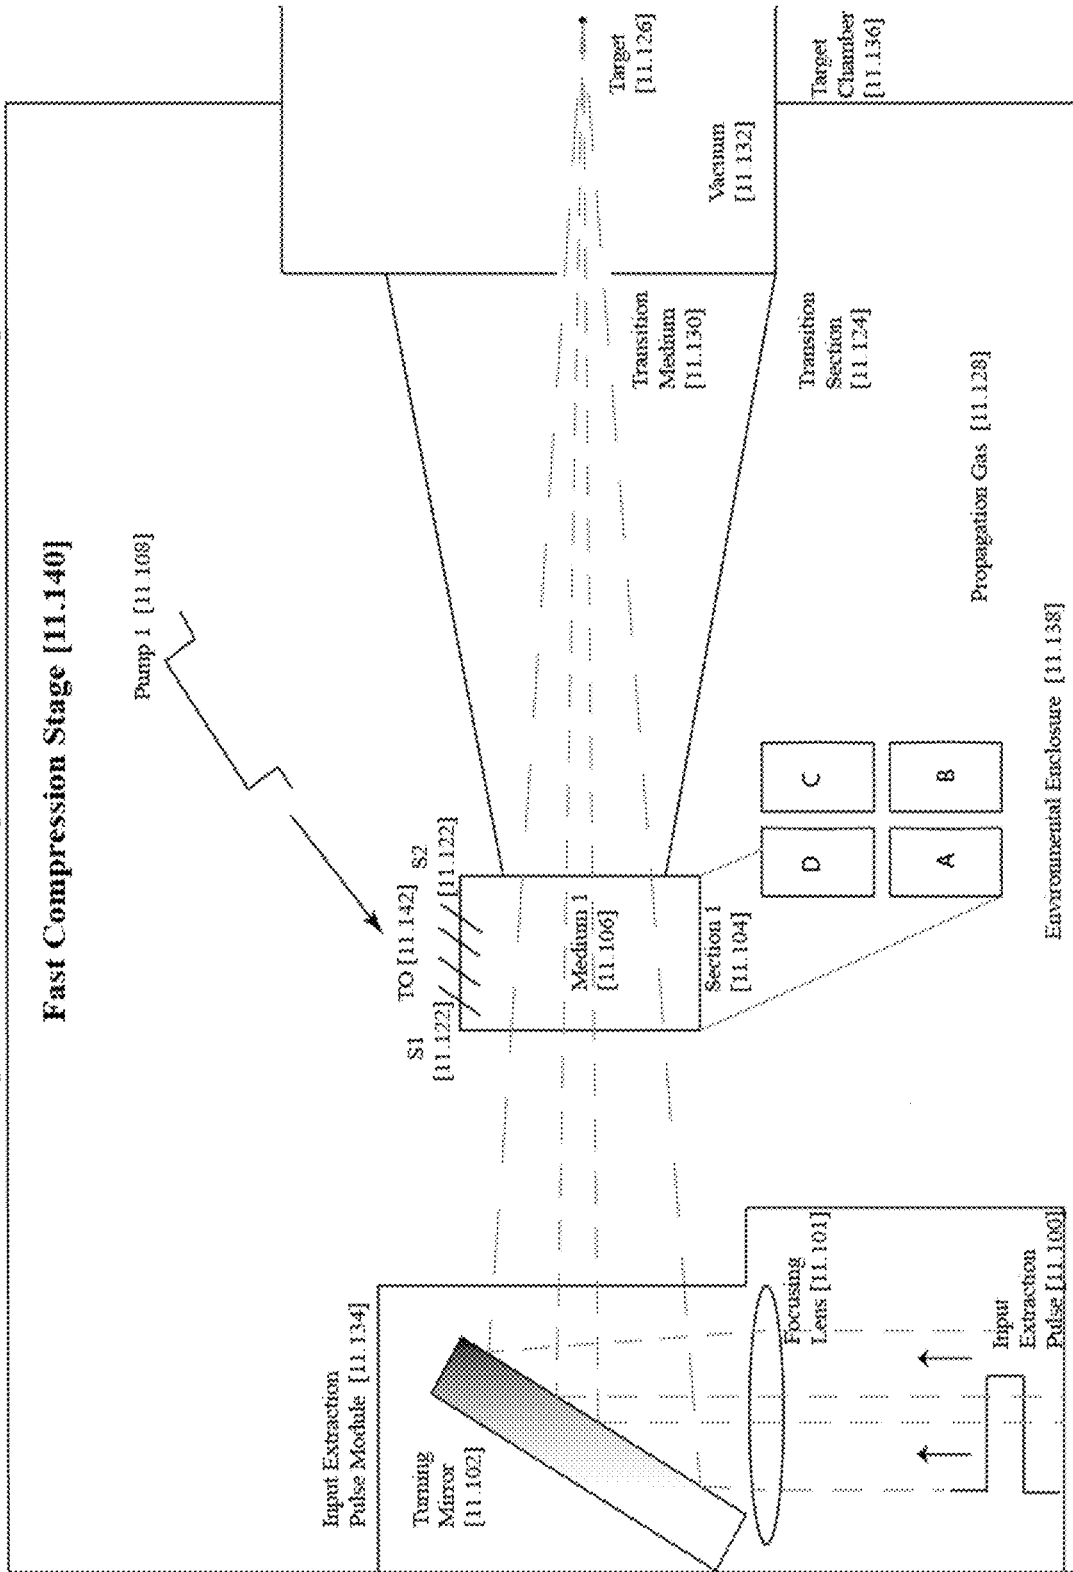 Fast Compression Stage [11.140]
Pump 1 [11.108]
TO [11.142]
S1
[11.122]
S2
[11.122]
Input Extraction
Pulse Module [11.134]
Turning
Mirror
[11.102]
Medium 1
[11.106]
Section 1
[11.104]
Target
[11.126]
Transition
Medium
[11.130]
Vacuum
[11.132]
Transition
Section
[11.124]
Target
Chamber
[11.136]
Focusing
Lens [11.101]
D
C
A
B
Input
Extraction
Pulse [11.100]
Propagation Gas [11.128]
Environmental Enclosure [11.138]